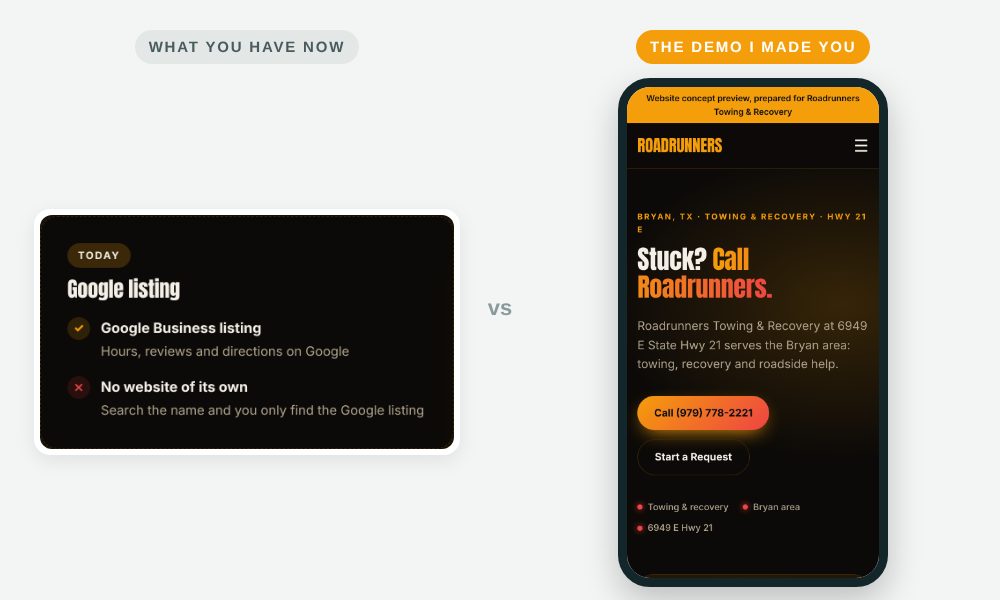 WHAT YOU HAVE NOW
TODAY
Google listing
Google Business listing
Hours, reviews and directions on Google
No website of its own
Search the name and you only find the Google listing
vs
THE DEMO I MADE YOU
Website concept preview, prepared for Roadrunners
Towing & Recovery
ROADRUNNERS
BRYAN, TX · TOWING & RECOVERY · HWY 21
E
Stuck? Call
Roadrunners.
Roadrunners Towing & Recovery at 6949
E State Hwy 21 serves the Bryan area:
towing, recovery and roadside help.
Call (979) 778-2221
Start a Request
Towing & recovery
Bryan area
6949 E Hwy 21